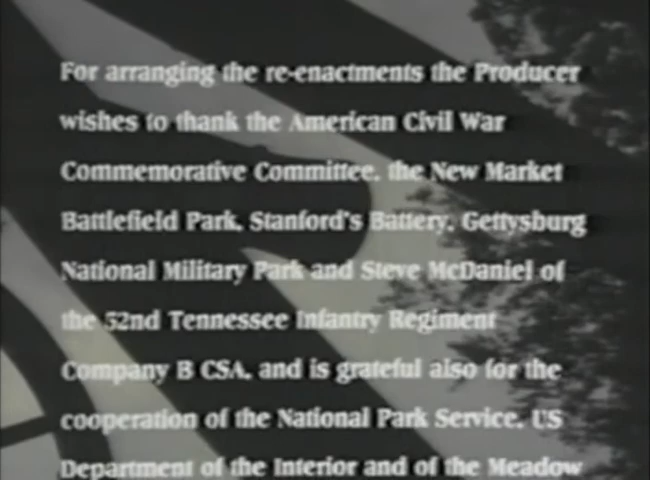 For arranging the re-enactments the Producer
wishes to thank the American Civil War
Commemorative Committee, the New Market
Battlefield Park, Stanford's Battery, Gettysburg
National Military Park and Steve McDaniel of
the 52nd Tennessee Infantry Regiment
Company B CSA, and is grateful also for the
cooperation of the National Park Service, US
Department of the Interior and of the Meadow